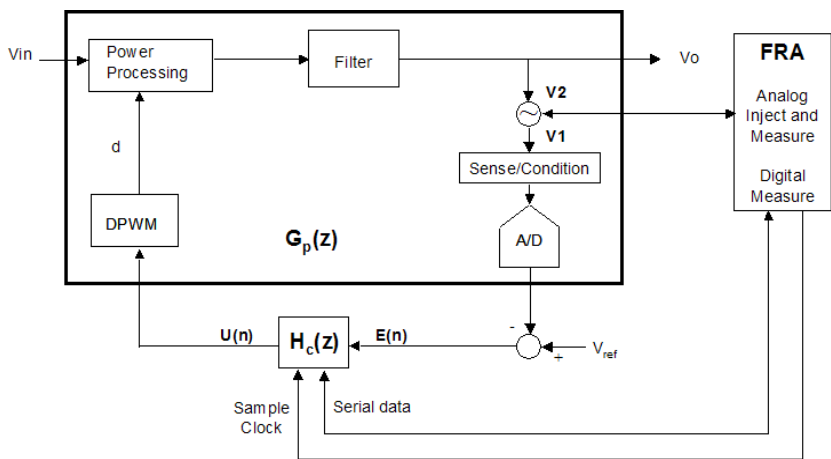 Vin
Power
Processing
Filter
Vo
FRA
Analog
Inject and
Measure
Digital
Measure
V2
V1
d
Sense/Condition
DPWM
A/D
Gp(z)
U(n)
Hc(z)
E(n)
-
+
Vref
Sample
Clock
Serial data